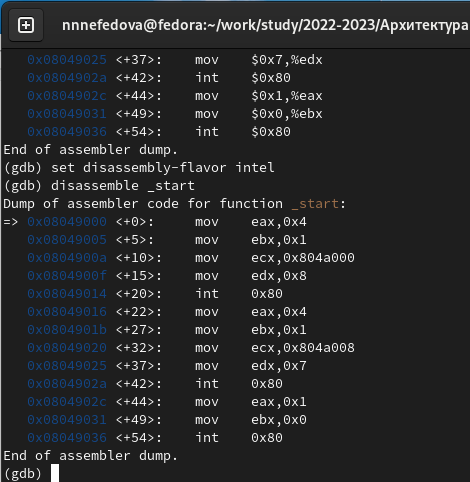 nnnefedova@fedora:~/work/study/2022-2023/Архитектура
0x08049025 <+37>: mov $0x7,%edx
0x0804902a <+42>: int $0x80
0x0804902c <+44>: mov $0x1,%eax
0x08049031 <+49>: mov $0x0,%ebx
0x08049036 <+54>: int $0x80
End of assembler dump.
(gdb) set disassembly-flavor intel
(gdb) disassemble _start
Dump of assembler code for function _start:
=> 0x08049000 <+0>: mov eax,0x4
0x08049005 <+5>: mov ebx,0x1
0x0804900a <+10>: mov ecx,0x804a000
0x0804900f <+15>: mov edx,0x8
0x08049014 <+20>: int 0x80
0x08049016 <+22>: mov eax,0x4
0x0804901b <+27>: mov ebx,0x1
0x08049020 <+32>: mov ecx,0x804a008
0x08049025 <+37>: mov edx,0x7
0x0804902a <+42>: int 0x80
0x0804902c <+44>: mov eax,0x1
0x08049031 <+49>: mov ebx,0x0
0x08049036 <+54>: int 0x80
End of assembler dump.
(gdb)